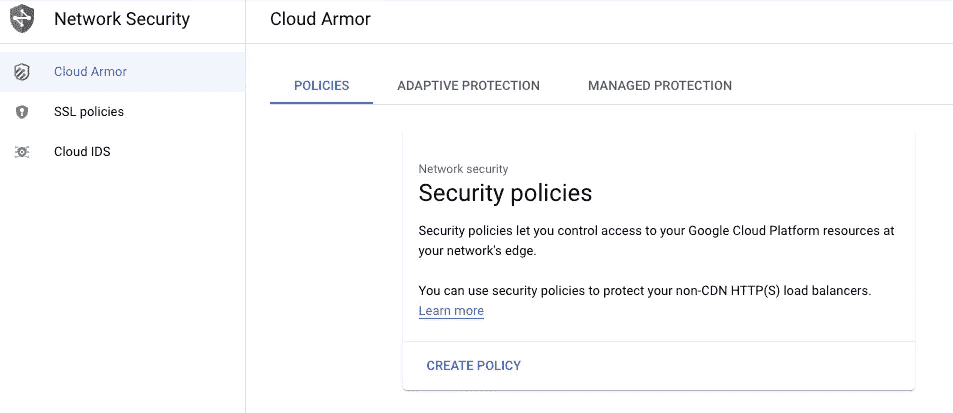 Network Security
Cloud Armor
Cloud Armor
SSL policies
Cloud IDS
POLICIES
ADAPTIVE PROTECTION
MANAGED PROTECTION
Network security
Security policies
Security policies let you control access to your Google Cloud Platform resources at
your network's edge.
You can use security policies to protect your non-CDN HTTP(S) load balancers.
Learn more
CREATE POLICY